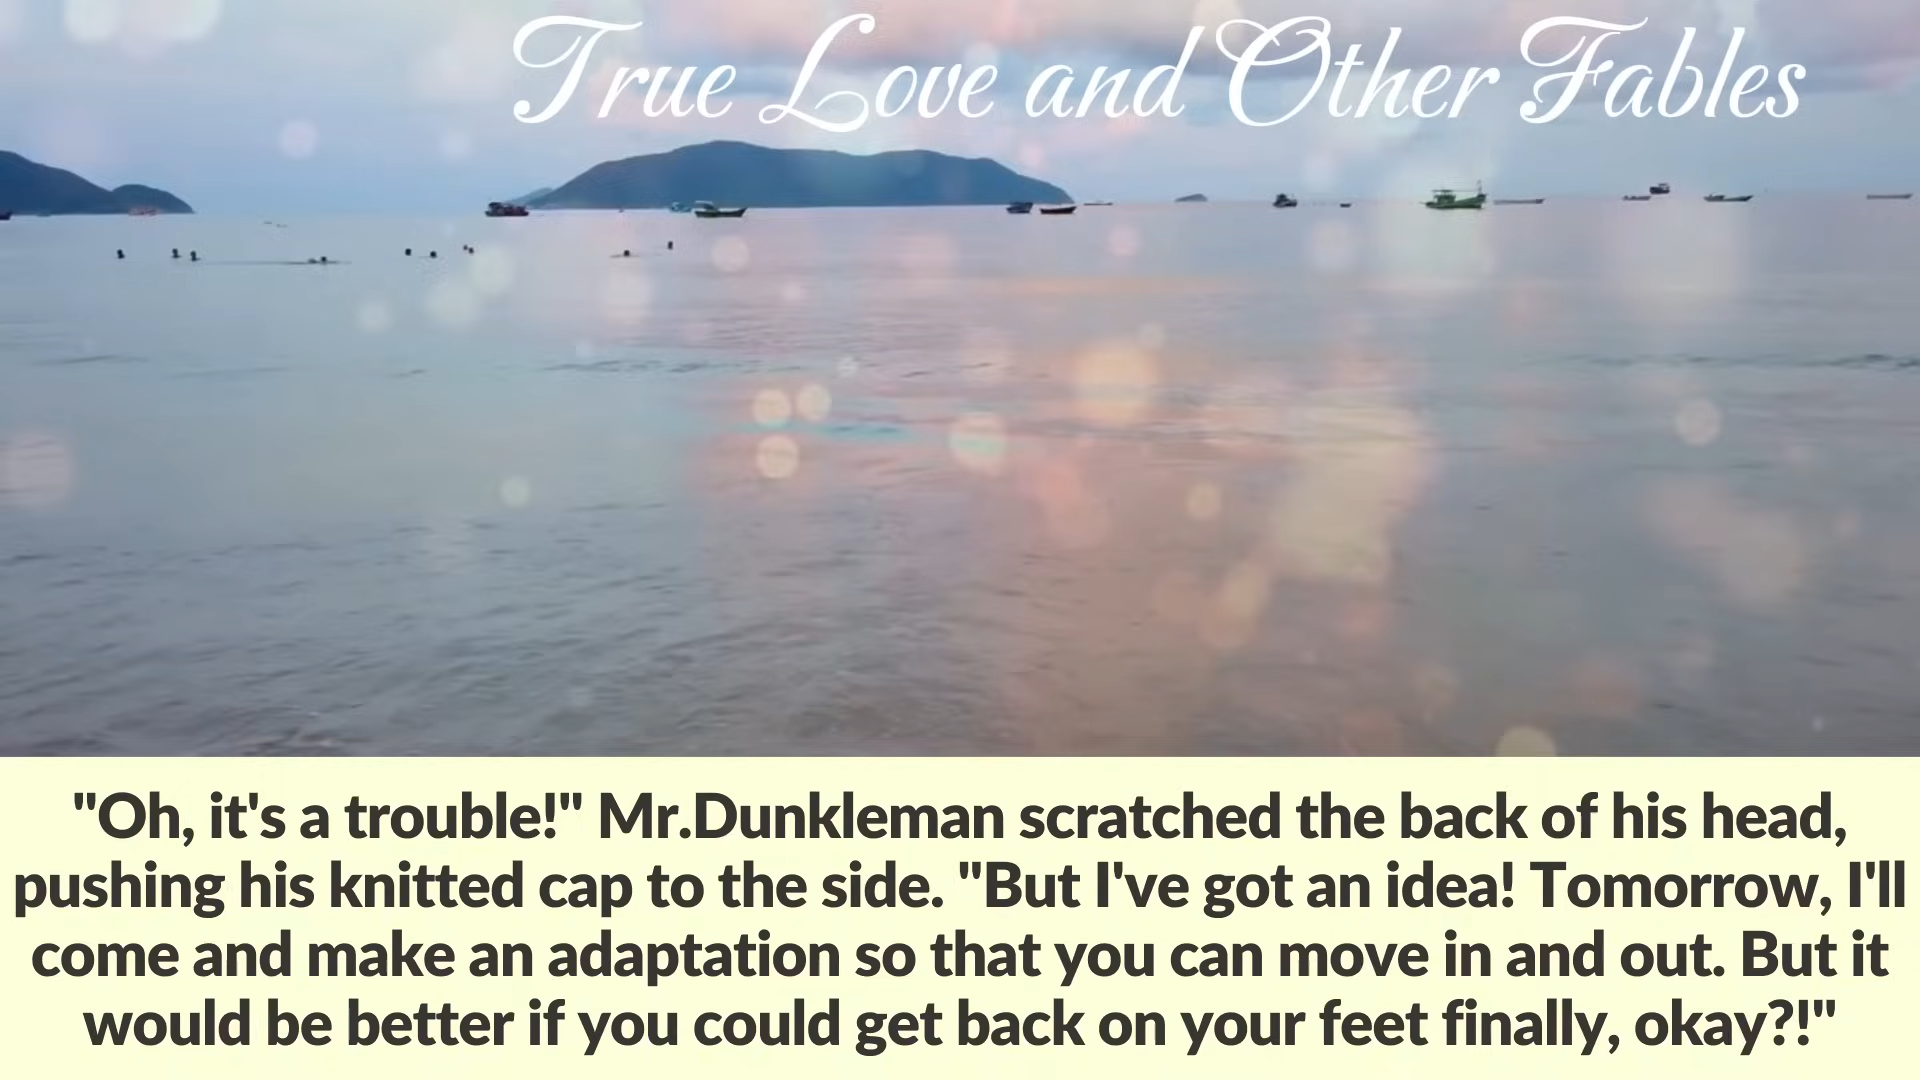 True Love and Other Fables
"Oh, it's a trouble!" Mr.Dunkleman scratched the back of his head,
pushing his knitted cap to the side. "But I've got an idea! Tomorrow, I'll
come and make an adaptation so that you can move in and out. But it
would be better if you could get back on your feet finally, okay?!"